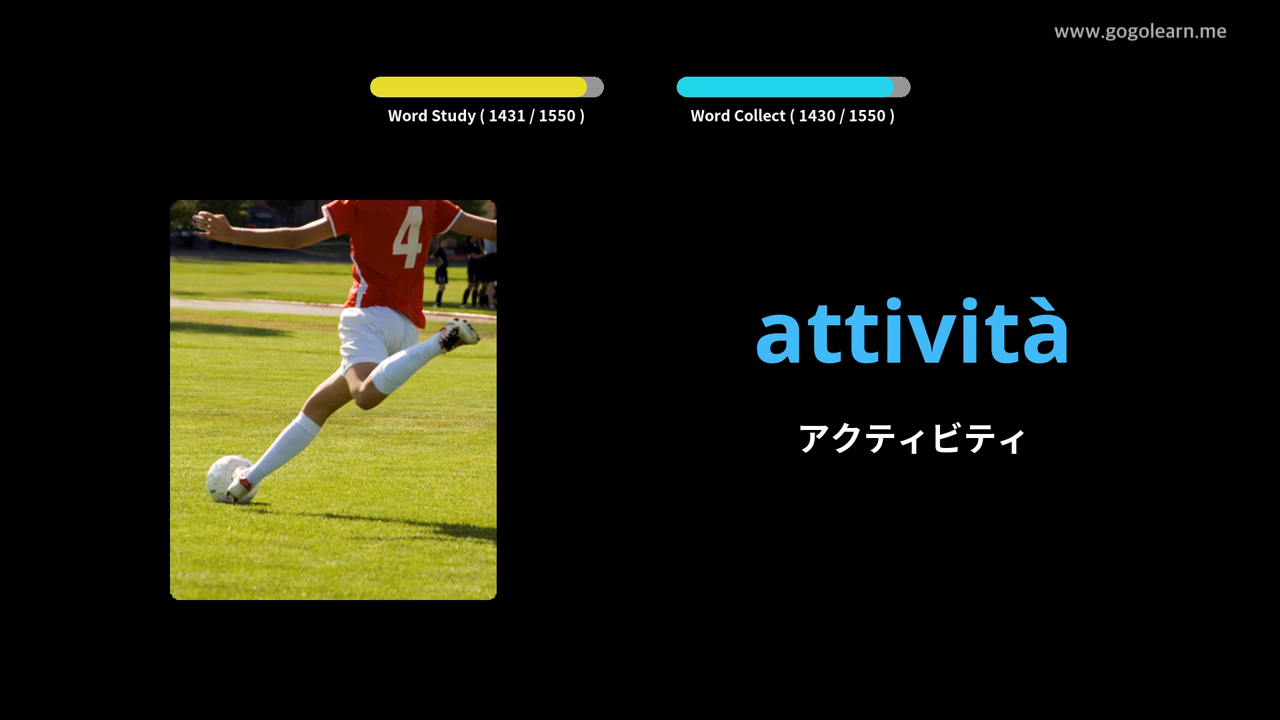 www.gogolearn.me
Word Study ( 1431 / 1550 )
Word Collect ( 1430 / 1550 )
4
attività
アクティビティ